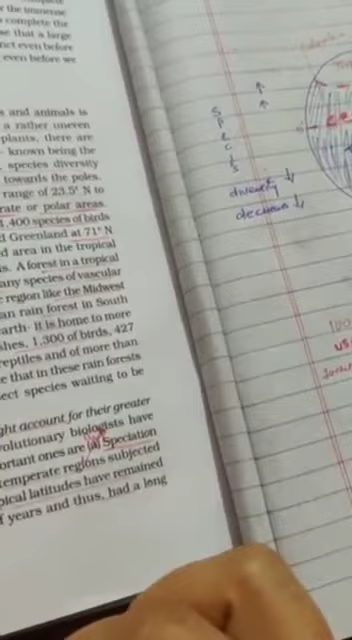 r the immense
complete the
se that a large
nct even before
even before we
s and animals is
a rather uneven
plants, there are
known being the
species diversity
towards the poles.
range of 23.5° N to
rate or polar areas.
1,400 species of birds
d Greenland at 71° N
d area in the tropical
s. A forest in a tropical
any species of vascular
e region like the Midwest
an rain forest in South
arth- it is home to more
shes, 1,300 of birds, 427
reptiles and of more than
e that in these rain forests
ect species waiting to be
ght account for their greater
volutionary biologists have
ortant ones are (a) Speciation
temperate regions subjected
pical latitudes have remained
f years and thus, had a long
diversity ↓
decreases ↓
100